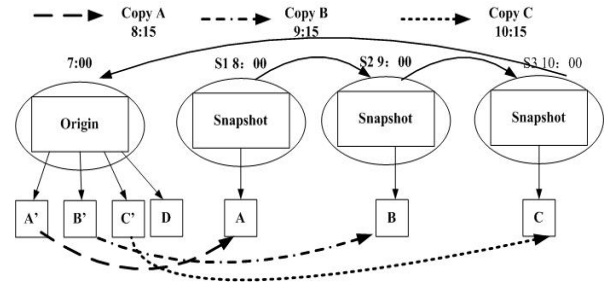 Copy A Copy B Copy C
8:15 9:15 10:15
7:00 S1 8：00 S2 9：00 S3 10：00
Origin Snapshot Snapshot Snapshot
A’ B’ C’ D A B C